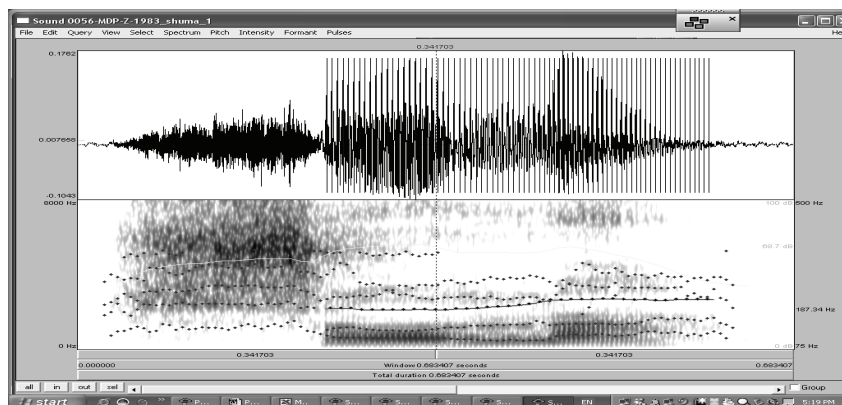 Sound 0056-MDP-Z-1983_shuma_1
File Edit Query View Select Spectrum Pitch Intensity Formant Pulses He
0.341703
0.1762
0.007668
-0.1043
8000 Hz 100 dB 500 Hz
68.7 dB
187.34 Hz
0 Hz 0 dB 75 Hz
0.341703 0.341703
0.000000 Window 0.683407 seconds 0.683407
Total duration 0.683407 seconds
all in out sel Group
start P... P... M... S... S... S... S... S... EN 5:19 PM